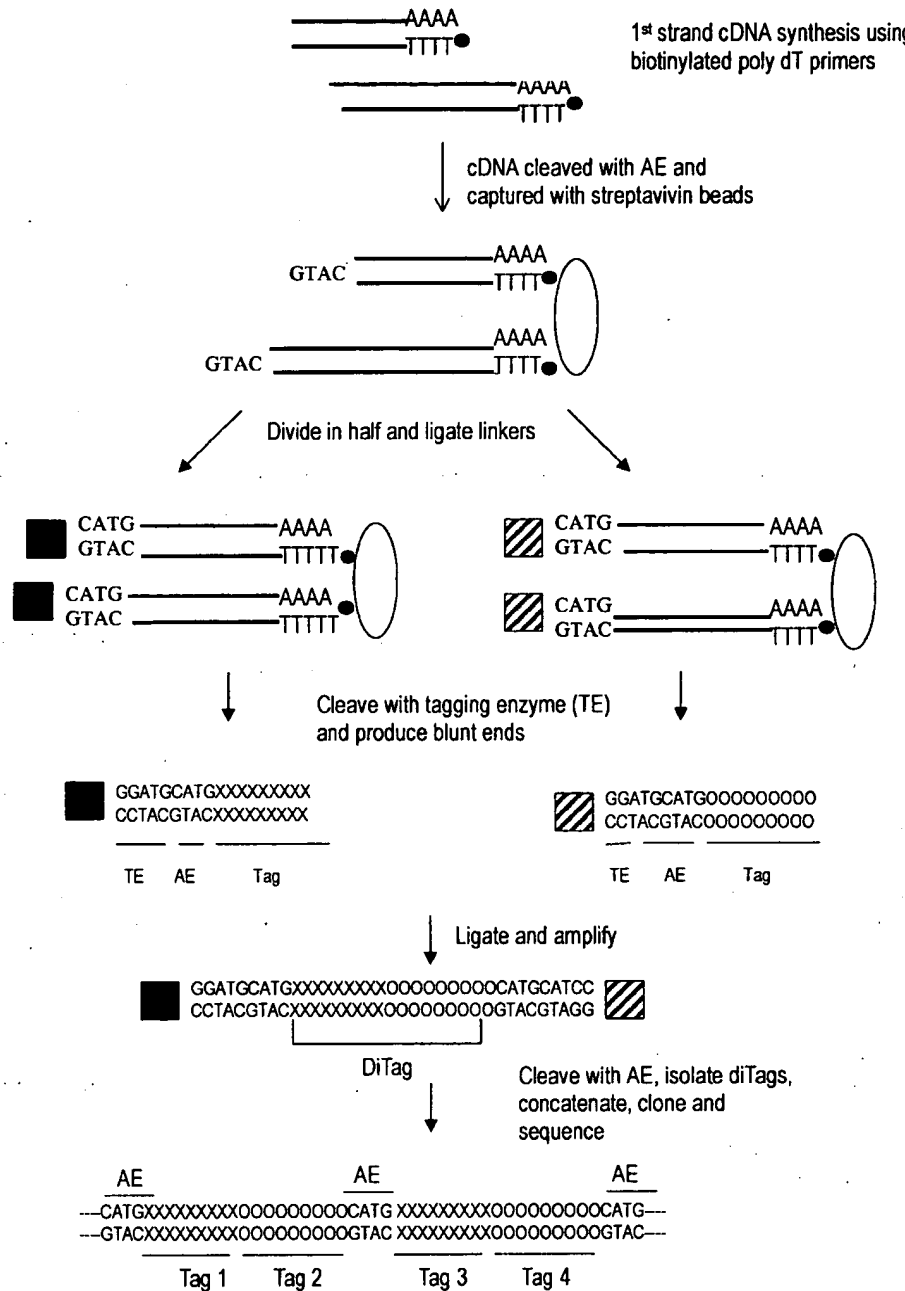 AAAA
TTTT
1st strand cDNA synthesis using
biotinylated poly dT primers
AAAA
TTTT
cDNA cleaved with AE and
captured with streptavivin beads
AAAA
GTAC
TTTT
AAAA
GTAC
TTTT
Divide in half and ligate linkers
CATG AAAA
GTAC TTTTT
CATG AAAA
GTAC TTTTT
CATG AAAA
GTAC TTTT
CATG AAAA
GTAC TTTT
Cleave with tagging enzyme (TE)
and produce blunt ends
GGATGCATGXXXXXXXXX
CCTACGTACXXXXXXXXX
TE AE Tag
GGATGCATGOOOOOOOOO
CCTACGTACOOOOOOOOO
TE AE Tag
Ligate and amplify
GGATGCATGXXXXXXXXXOOOOOOOOOCATGCATCC
CCTACGTACXXXXXXXXXOOOOOOOOOGTACGTAGG
DiTag
Cleave with AE, isolate diTags,
concatenate, clone and
sequence
AE AE AE
----CATGXXXXXXXXXOOOOOOOOOCATG XXXXXXXXXOOOOOOOOOCATG----
----GTACXXXXXXXXXOOOOOOOOOGTAC XXXXXXXXXOOOOOOOOOGTAC----
Tag 1 Tag 2 Tag 3 Tag 4